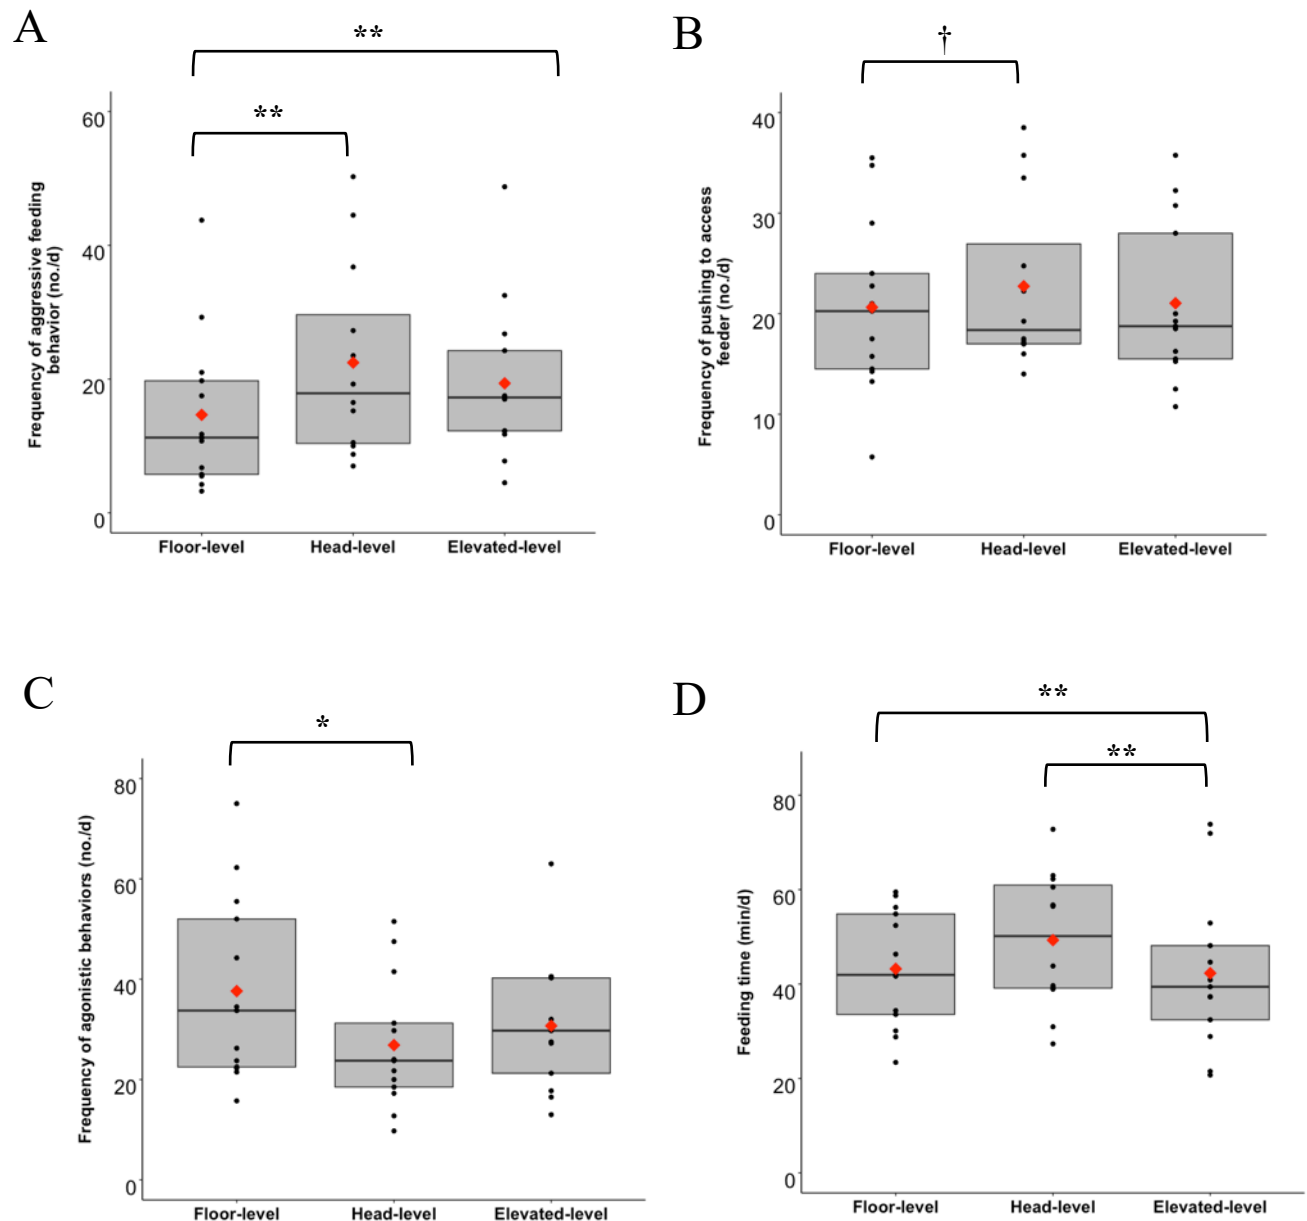 A
**
**
60
40
20
0
Frequency of aggressive feeding
behavior (no./d)
Floor-level Head-level Elevated-level
B
†
40
30
20
10
0
Frequency of pushing to access
feeder (no./d)
Floor-level Head-level Elevated-level
C
*
80
60
40
20
0
Frequency of agonistic behaviors (no./d)
Floor-level Head-level Elevated-level
D
**
**
80
60
40
20
0
Feeding time (min/d)
Floor-level Head-level Elevated-level